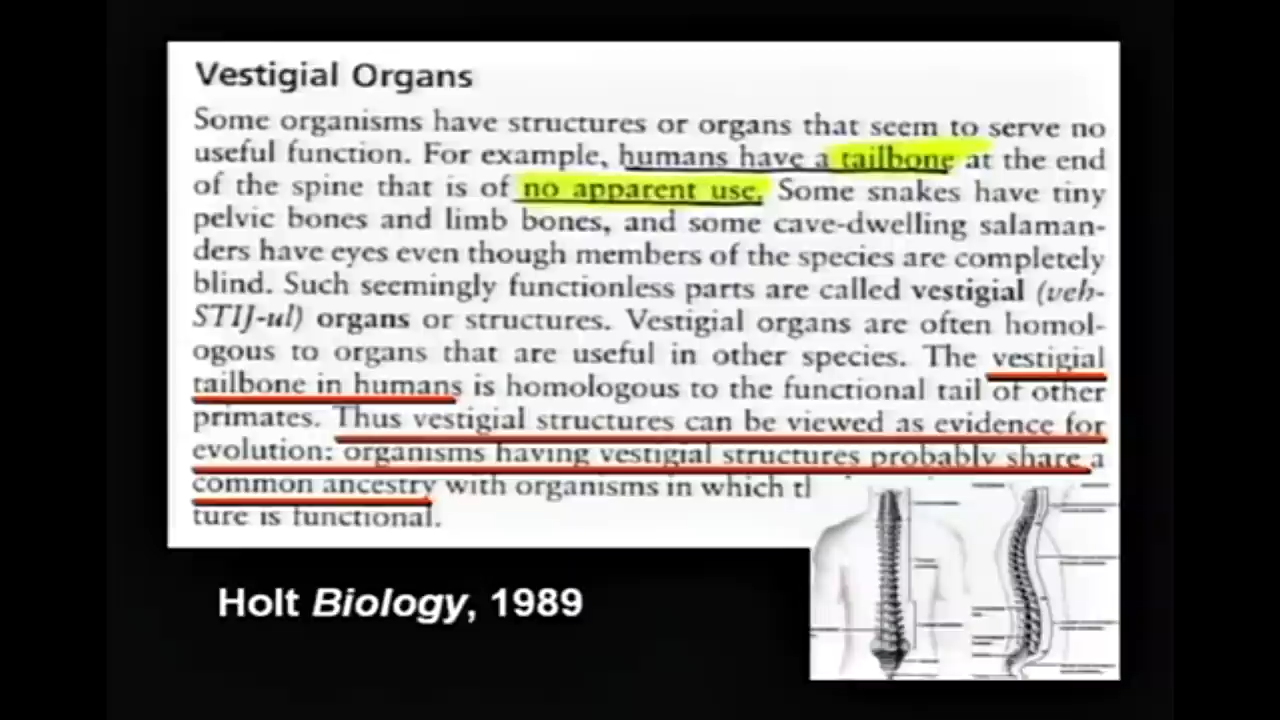 Vestigial Organs
Some organisms have structures or organs that seem to serve no
useful function. For example, humans have a tailbone at the end
of the spine that is of no apparent use. Some snakes have tiny
pelvic bones and limb bones, and some cave-dwelling salaman-
ders have eyes even though members of the species are completely
blind. Such seemingly functionless parts are called vestigial (veh-
STIJ-ul) organs or structures. Vestigial organs are often homol-
ogous to organs that are useful in other species. The vestigial
tailbone in humans is homologous to the functional tail of other
primates. Thus vestigial structures can be viewed as evidence for
evolution: organisms having vestigial structures probably share a
common ancestry with organisms in which
ture is functional.
Holt Biology, 1989